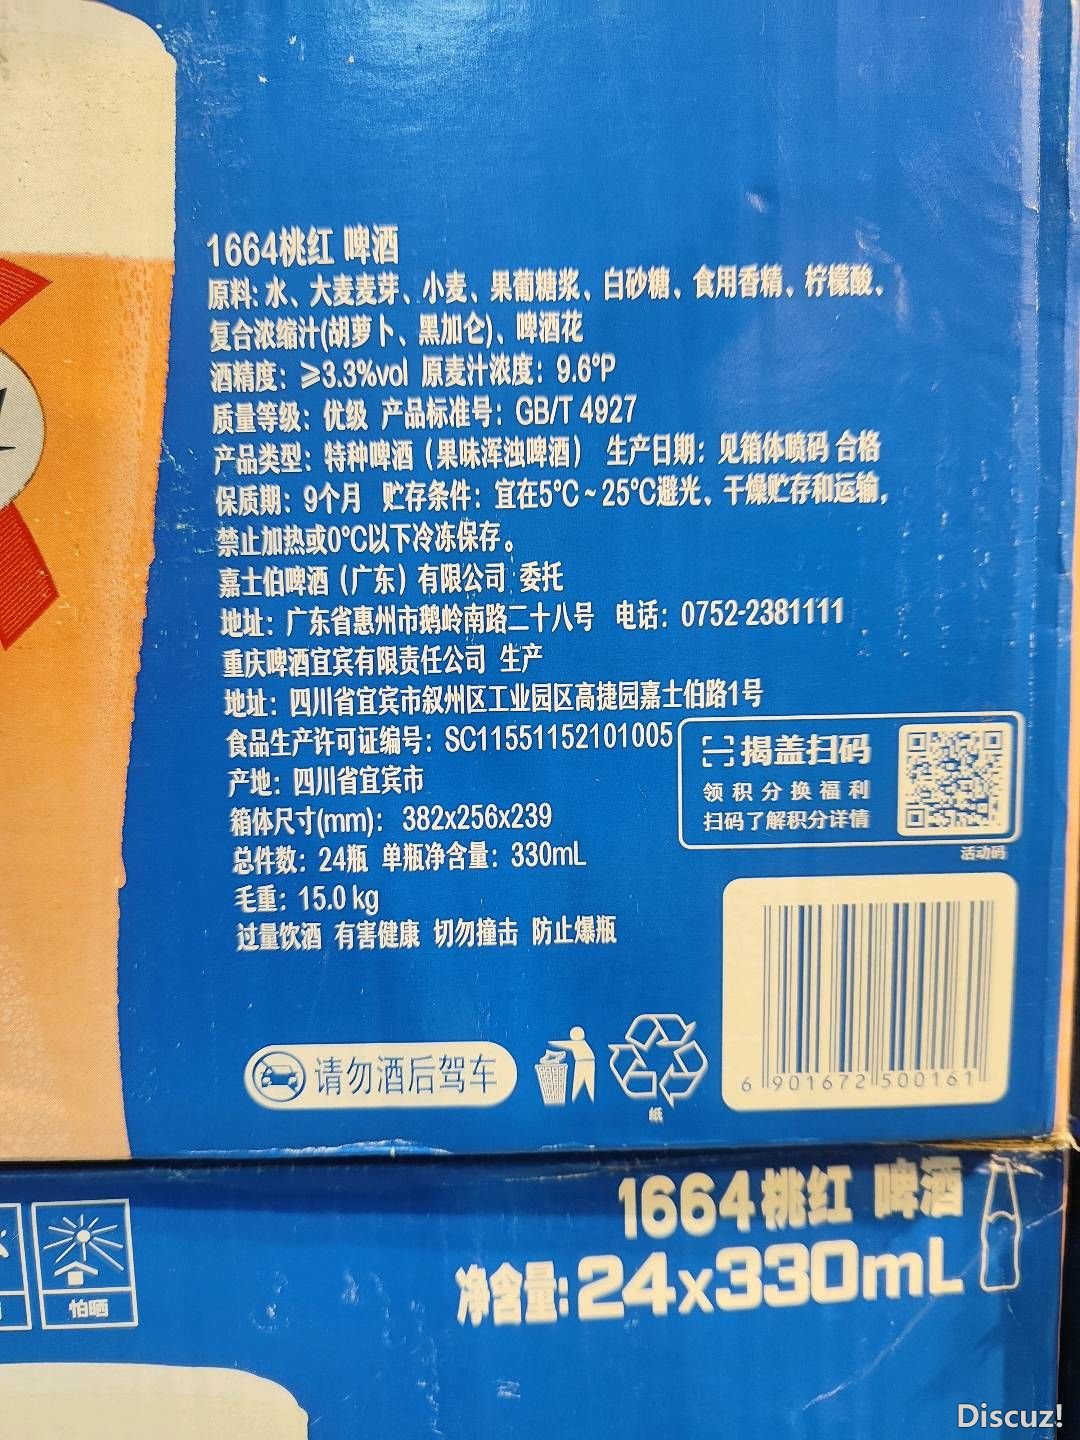 1664桃红 啤酒
原料: 水、大麦麦芽、小麦、果葡糖浆、白砂糖、食用香精、柠檬酸、
复合浓缩汁(胡萝卜、黑加仑)、啤酒花
酒精度: ≥3.3%vol 原麦汁浓度: 9.6°P
质量等级: 优级 产品标准号: GB/T 4927
产品类型: 特种啤酒 (果味浑浊啤酒) 生产日期: 见箱体喷码 合格
保质期: 9个月 贮存条件: 宜在5°C~25°C避光、干燥贮存和运输,
禁止加热或0°C以下冷冻保存。
嘉士伯啤酒 (广东) 有限公司 委托
地址: 广东省惠州市鹅岭南路二十八号 电话: 0752-2381111
重庆啤酒宜宾有限责任公司 生产
地址: 四川省宜宾市叙州区工业园区高捷园嘉士伯路1号
食品生产许可证编号: SC11551152101005
产地: 四川省宜宾市
箱体尺寸(mm): 382x256x239
总件数: 24瓶 单瓶净含量: 330mL
毛重: 15.0 kg
过量饮酒 有害健康 切勿撞击 防止爆瓶
揭盖扫码
领积分换福利
扫码了解积分详情
活动码
请勿酒后驾车
纸
6 901672 500161
1664桃红 啤酒
净含量:24x330mL
怕晒
Discuz!